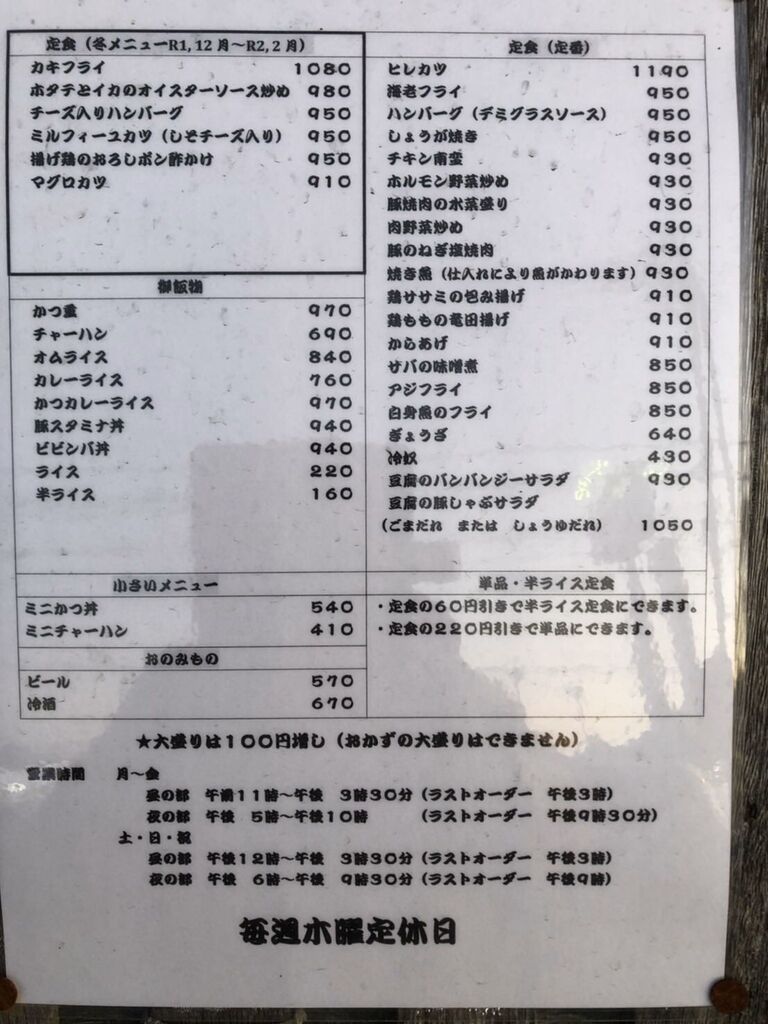 定食（冬メニューR1,12月～R2,2月）
カキフライ 1080
ホタテとイカのオイスターソース炒め 980
チーズ入りハンバーグ 950
ミルフィーユカツ（しそチーズ入り） 950
揚げ鶏のおろしポン酢かけ 950
マグロカツ 910
御飯物
かつ重 970
チャーハン 690
オムライス 840
カレーライス 760
かつカレーライス 970
豚スタミナ丼 940
ビビンバ丼 940
ライス 220
半ライス 160
小さいメニュー
ミニかつ丼 540
ミニチャーハン 410
おのみもの
ビール 570
冷酒 670
定食（定番）
ヒレカツ 1190
海老フライ 950
ハンバーグ（デミグラスソース） 950
しょうが焼き 950
チキン南蛮 930
ホルモン野菜炒め 930
豚焼肉の水菜盛り 930
肉野菜炒め 930
豚のねぎ塩焼肉 930
焼き魚（仕入れにより魚がかわります）930
鶏ササミの包み揚げ 910
鶏ももの竜田揚げ 910
からあげ 910
サバの味噌煮 850
アジフライ 850
白身魚のフライ 850
ぎょうざ 640
冷奴 430
豆腐のバンバンジーサラダ 930
豆腐の豚しゃぶサラダ
（ごまだれ または しょうゆだれ） 1050
単品・半ライス定食
・定食の60円引きで半ライス定食にできます。
・定食の220円引きで単品にできます。
★大盛りは100円増し（おかずの大盛りはできません）
営業時間 月～金
昼の部 午前11時～午後 3時30分（ラストオーダー 午後3時）
夜の部 午後 5時～午後10時 （ラストオーダー 午後9時30分）
土・日・祝
昼の部 午後12時～午後 3時30分（ラストオーダー 午後3時）
夜の部 午後 6時～午後 9時30分（ラストオーダー 午後9時）
毎週水曜定休日